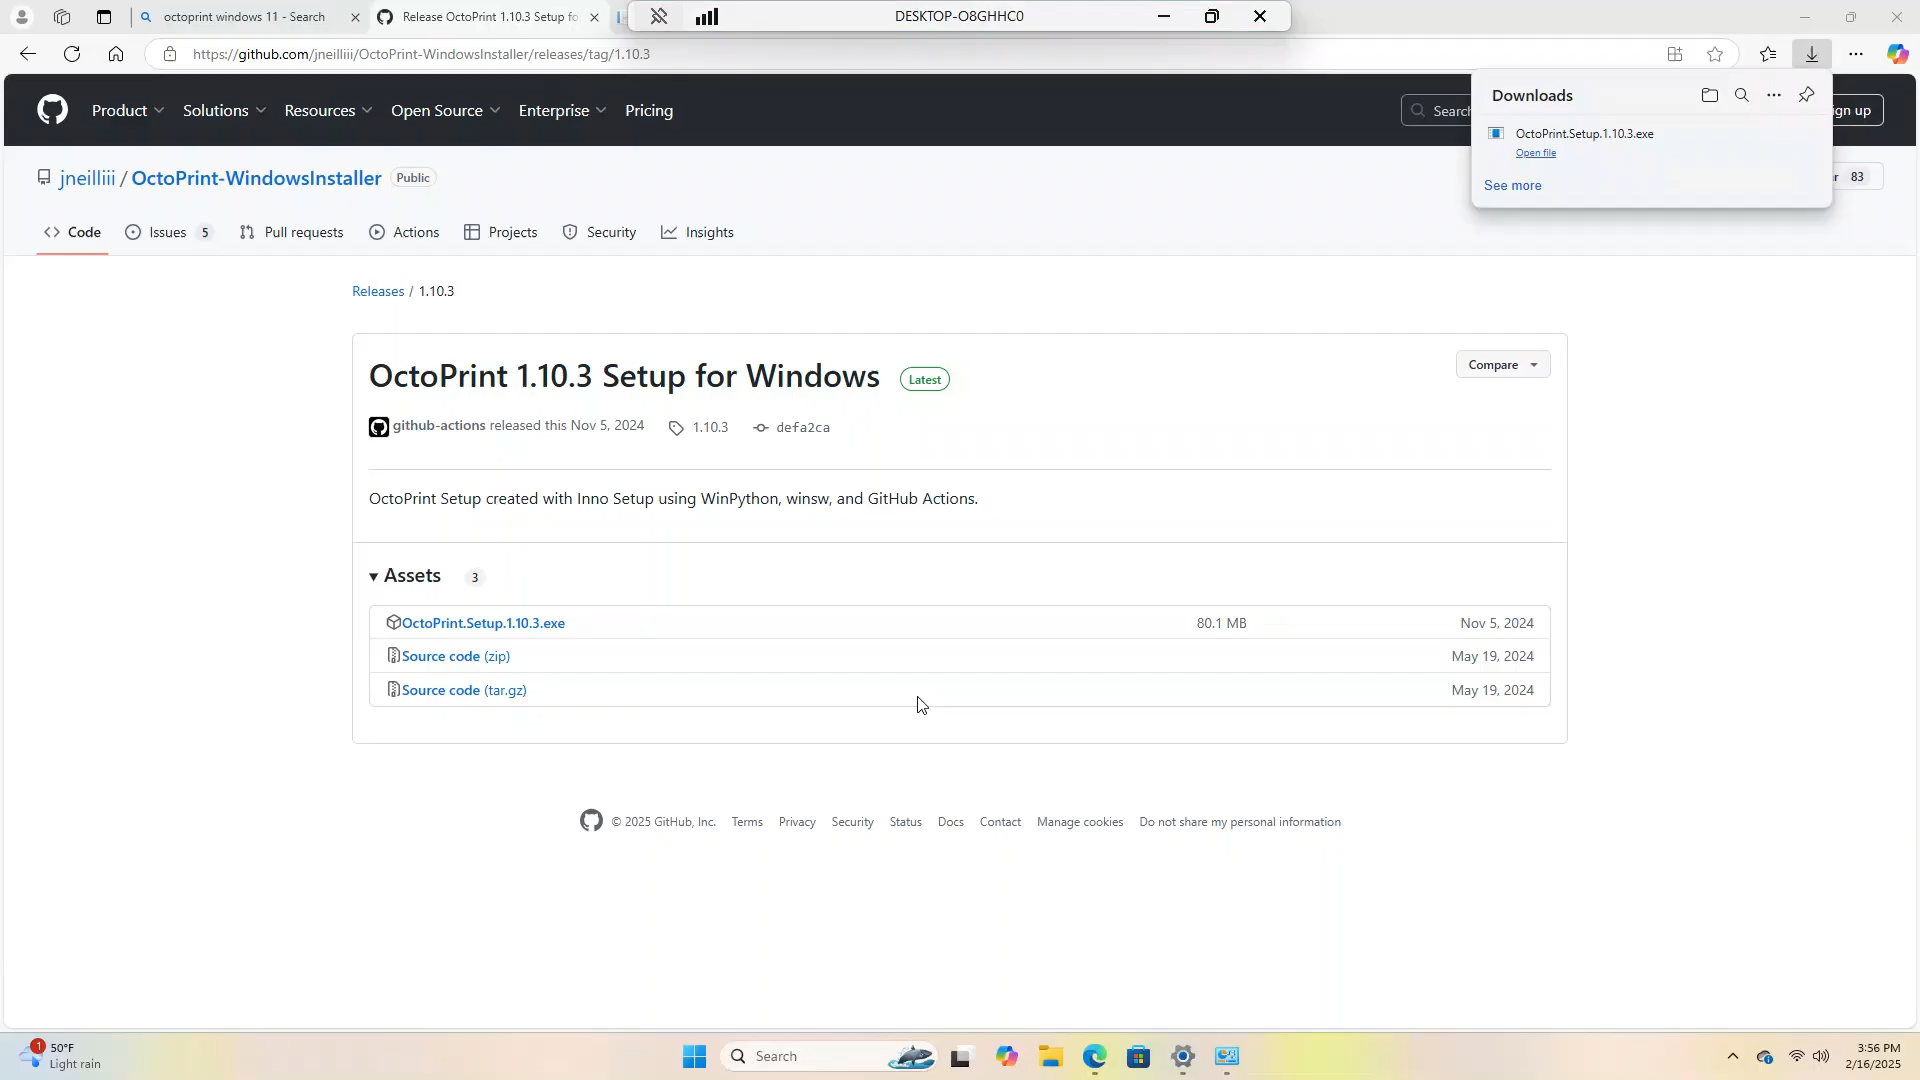 octoprint windows 11 - Search
Release OctoPrint 1.10.3 Setup fo
DESKTOP-O8GHHC0
https://github.com/jneilliii/OctoPrint-WindowsInstaller/releases/tag/1.10.3
Product
Solutions
Resources
Open Source
Enterprise
Pricing
Search
ign up
Downloads
OctoPrint.Setup.1.10.3.exe
Open file
See more
jneilliii / OctoPrint-WindowsInstaller
Public
r 83
Code
Issues 5
Pull requests
Actions
Projects
Security
Insights
Releases / 1.10.3
OctoPrint 1.10.3 Setup for Windows
Latest
Compare
github-actions released this Nov 5, 2024
1.10.3
defa2ca
OctoPrint Setup created with Inno Setup using WinPython, winsw, and GitHub Actions.
Assets 3
OctoPrint.Setup.1.10.3.exe 80.1 MB Nov 5, 2024
Source code (zip) May 19, 2024
Source code (tar.gz) May 19, 2024
© 2025 GitHub, Inc. Terms Privacy Security Status Docs Contact Manage cookies Do not share my personal information
1
50°F
Light rain
Search
3:56 PM
2/16/2025